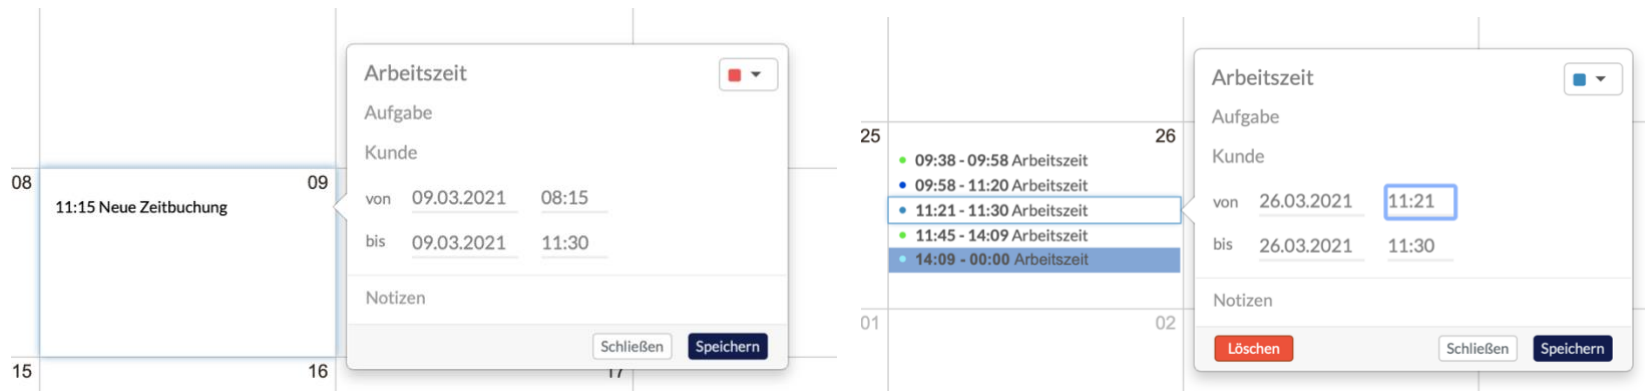 08
09
11:15 Neue Zeitbuchung
15
16
17
Arbeitszeit
Aufgabe
Kunde
von 09.03.2021 08:15
bis 09.03.2021 11:30
Notizen
Schließen Speichern
25
26
09:38 - 09:58 Arbeitszeit
09:58 - 11:20 Arbeitszeit
11:21 - 11:30 Arbeitszeit
11:45 - 14:09 Arbeitszeit
14:09 - 00:00 Arbeitszeit
01
02
Arbeitszeit
Aufgabe
Kunde
von 26.03.2021 11:21
bis 26.03.2021 11:30
Notizen
Löschen Schließen Speichern